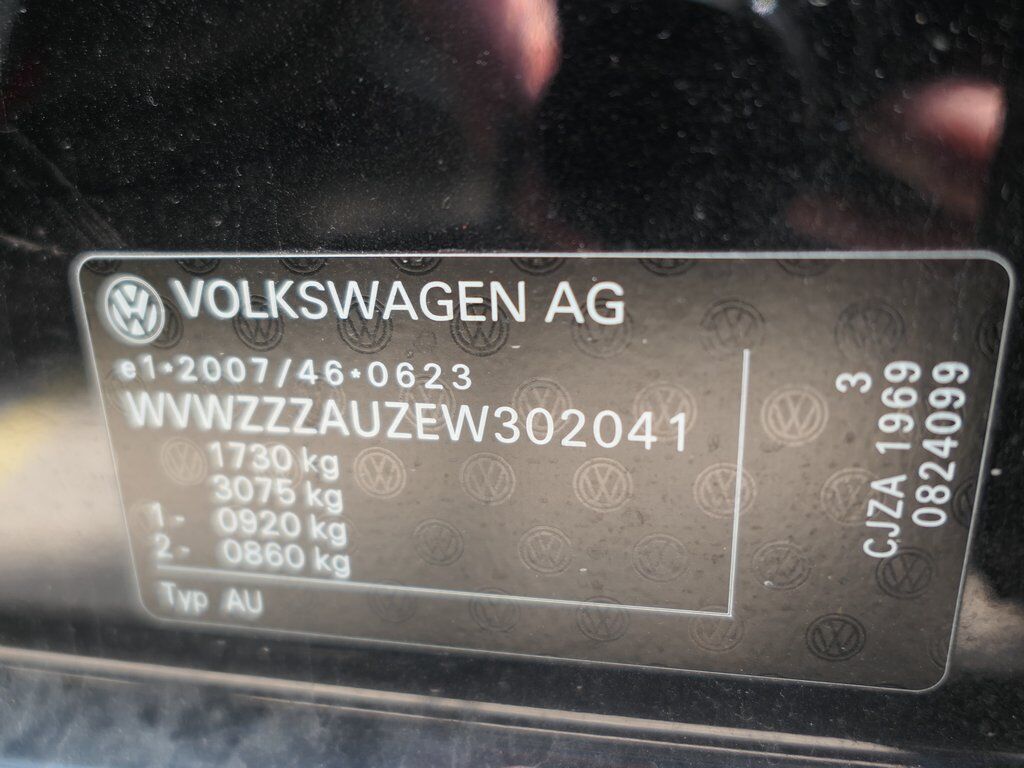 VOLKSWAGEN AG
e1*2007/46*0623
WVWZZZAUZEW302041
1730 kg
3075 kg
1- 0920 kg
2- 0860 kg
Typ AU
3
CJZA 1969
0824099